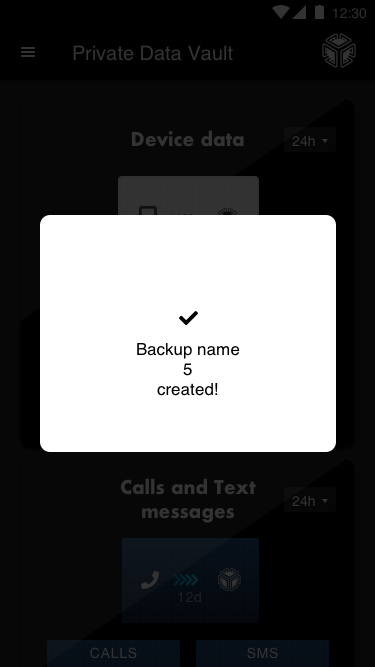 12:30
Private Data Vault
Device data
24h
Backup name
5
created!
Calls and Text
messages
24h
12d
CALLS
SMS